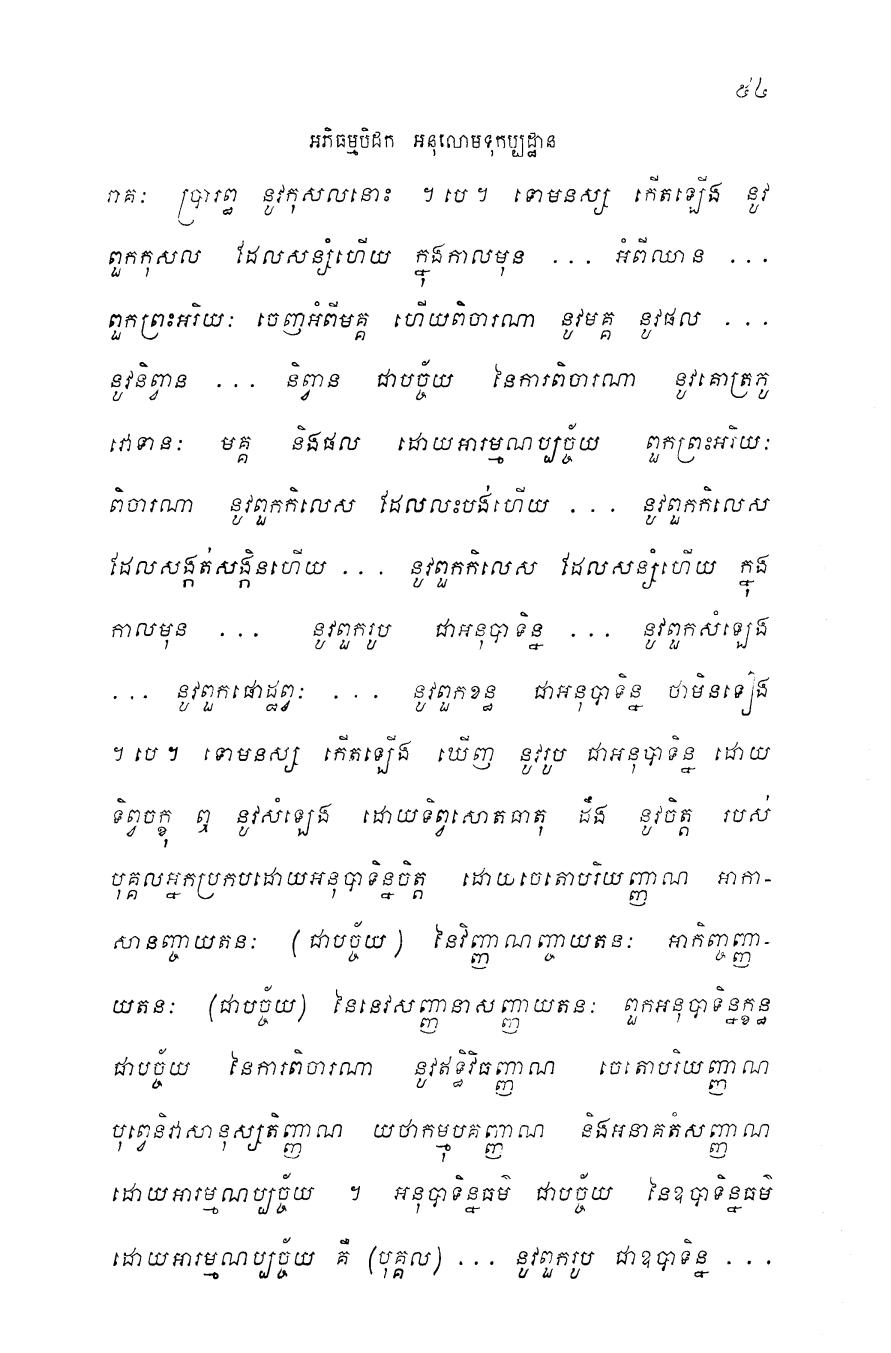 ៥៤
អភិធម្មបិដក អនុលោមទុកប្បដ្ឋាន
រាគៈ ប្រារព្ធ នូវកុសលនោះ ។ បេ ។ ទោមនស្ស កើតឡើង នូវ
ពួកកុសល ដែលសន្សំហើយ ក្នុងកាលមុន ... អំពីឈាន ...
ពួកព្រះអរិយៈ ចេញអំពីមគ្គ ហើយពិចារណា នូវមគ្គ នូវផល ...
នូវនិព្វាន ... និព្វាន ជាបច្ច័យ នៃការពិចារណា នូវគោត្រភូ
វោទានៈ មគ្គ និងផល ដោយអារម្មណប្បច្ច័យ ពួកព្រះអរិយៈ
ពិចារណា នូវពួកកិលេស ដែលលះបង់ហើយ ... នូវពួកកិលេស
ដែលសង្កត់សង្កិនហើយ ... នូវពួកកិលេស ដែលសន្សំហើយ ក្នុង
កាលមុន ... នូវពួករូប ជាអនុបាទិន្ន ... នូវពួកសំឡេង
... នូវពួកផោដ្ឋព្វៈ ... នូវពួកខន្ធ ជាអនុបាទិន្ន ថាមិនទៀង
។ បេ ។ ទោមនស្ស កើតឡើង ឃើញ នូវរូប ជាអនុបាទិន្ន ដោយ
ទិព្វចក្ខុ ឮ នូវសំឡេង ដោយទិព្វសោតធាតុ ដឹង នូវចិត្ត របស់
បុគ្គលអ្នកប្រកបដោយអនុបាទិន្នចិត្ត ដោយចេតោបរិយញ្ញាណ អាកា-
សានញ្ចាយតនៈ (ជាបច្ច័យ) នៃវិញ្ញាណញ្ចាយតនៈ អាកិញ្ចញ្ញា-
យតនៈ (ជាបច្ច័យ) នៃនេវសញ្ញានាសញ្ញាយតនៈ ពួកអនុបាទិន្នក្ខន្ធ
ជាបច្ច័យ នៃការពិចារណា នូវឥទ្ធិវិធញ្ញាណ ចេតោបរិយញ្ញាណ
បុព្វេនិវាសានុស្សតិញ្ញាណ យថាកម្មុបគញ្ញាណ និងអនាគតំសញ្ញាណ
ដោយអារម្មណប្បច្ច័យ ។ អនុបាទិន្នធម៌ ជាបច្ច័យ នៃឧបាទិន្នធម៌
ដោយអារម្មណប្បច្ច័យ គឺ (បុគ្គល) ... នូវពួករូប ជាឧបាទិន្ន ...